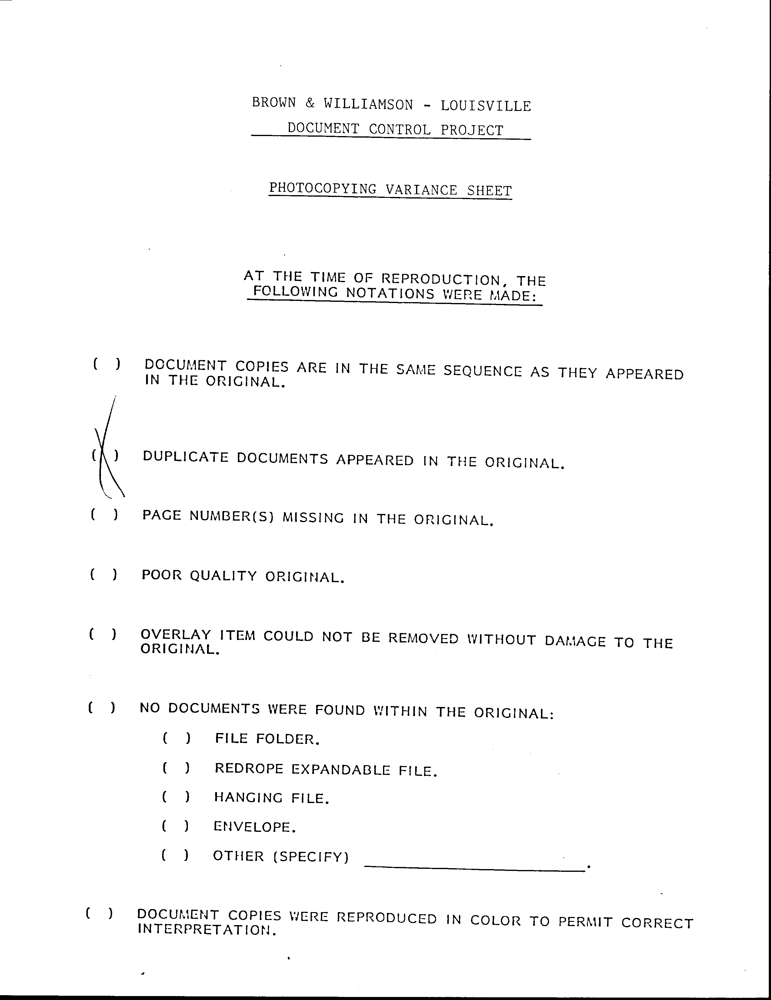 BROWN & WILLIAMSON - LOUISVILLE
DOCUMENT CONTROL PROJECT
PHOTOCOPYING VARIANCE SHEET
AT THE TIME OF REPRODUCTION, THE
FOLLOWING NOTATIONS WERE MADE:
( ) DOCUMENT COPIES ARE IN THE SAME SEQUENCE AS THEY APPEARED
IN THE ORIGINAL.
(X) DUPLICATE DOCUMENTS APPEARED IN THE ORIGINAL.
( ) PAGE NUMBER(S) MISSING IN THE ORIGINAL.
( ) POOR QUALITY ORIGINAL.
( ) OVERLAY ITEM COULD NOT BE REMOVED WITHOUT DAMAGE TO THE
ORIGINAL.
( ) NO DOCUMENTS WERE FOUND WITHIN THE ORIGINAL:
( ) FILE FOLDER.
( ) REDROPE EXPANDABLE FILE.
( ) HANGING FILE.
( ) ENVELOPE.
( ) OTHER (SPECIFY) ____________________.
( ) DOCUMENT COPIES WERE REPRODUCED IN COLOR TO PERMIT CORRECT
INTERPRETATION.